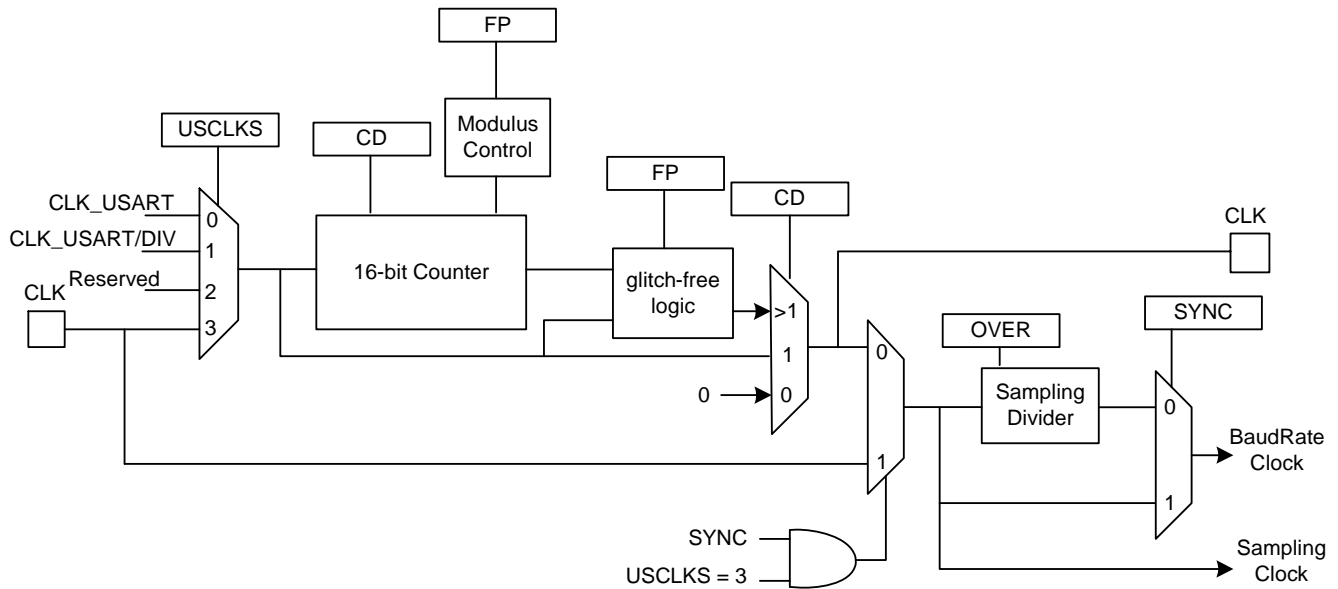 FP
Modulus
Control
USCLKS
CD
FP
CD
CLK_USART
0
CLK_USART/DIV
1
Reserved
2
CLK
3
16-bit Counter
glitch-free
logic
>1
1
0
0
CLK
0
1
OVER
Sampling
Divider
SYNC
0
1
BaudRate
Clock
SYNC
USCLKS = 3
Sampling
Clock